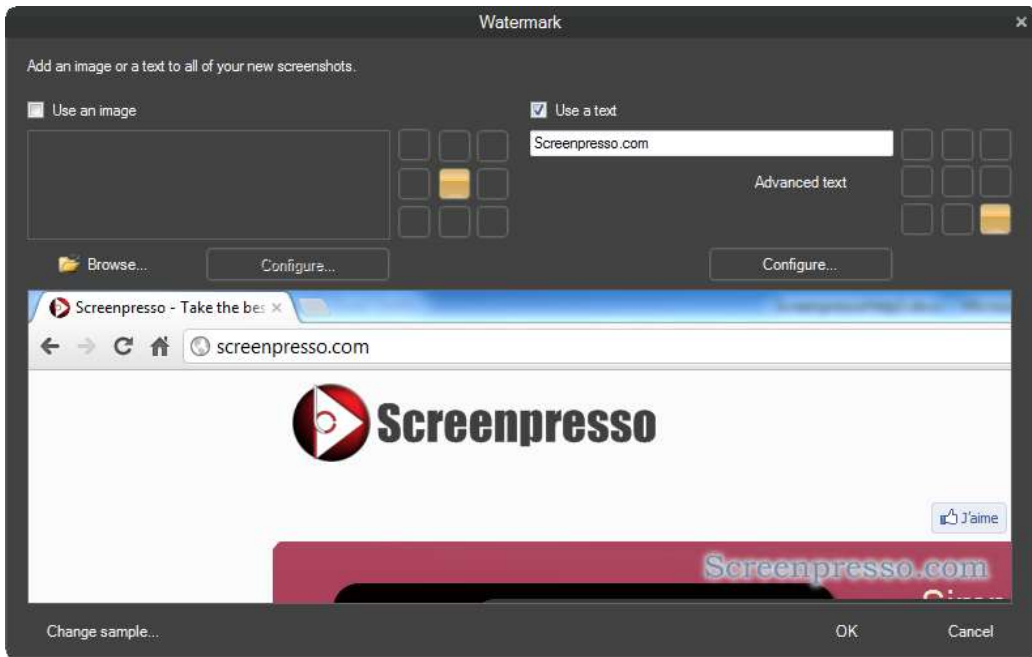 Watermark
Add an image or a text to all of your new screenshots.
Use an image
Use a text
Screenpresso.com
Advanced text
Browse...
Configure...
Configure...
Screenpresso - Take the bes
screenpresso.com
Screenpresso
J'aime
Screenpresso.com
Change sample...
OK
Cancel